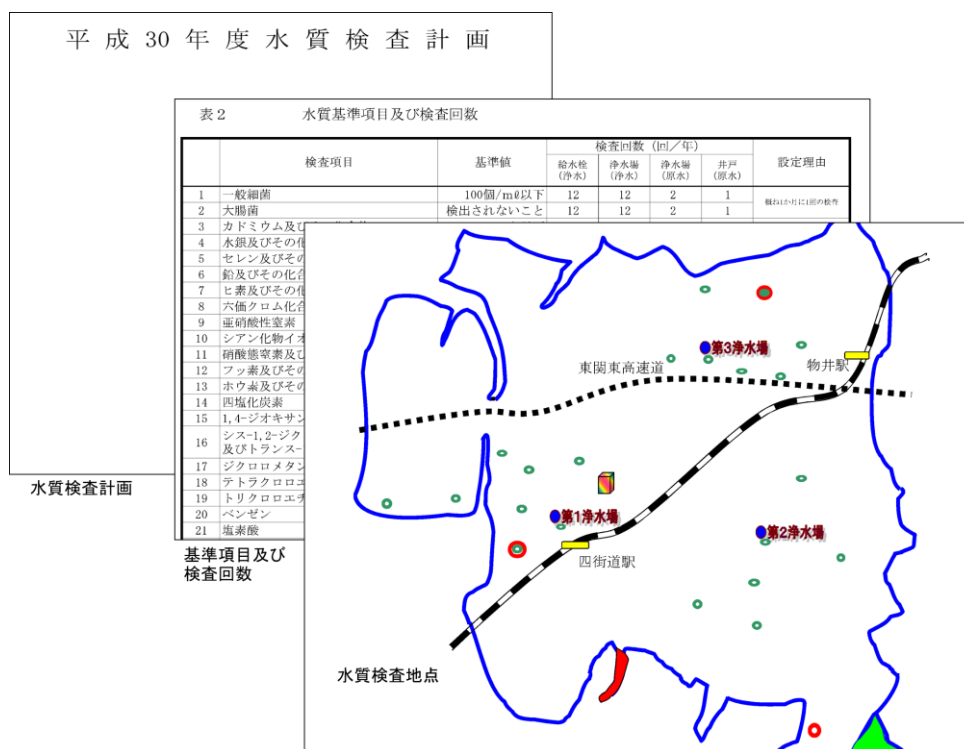 平成30年度水質検査計画
表2 水質基準項目及び検査回数
検査項目 基準値 検査回数(回/年) 設定理由
給水栓(浄水) 浄水場(浄水) 浄水場(原水) 井戸(原水)
1 一般細菌 100個/mℓ以下 12 12 2 1 概ね1か月に1回の検査
2 大腸菌 検出されないこと 12 12 2 1
3 カドミウム及び
4 水銀及びその化
5 セレン及びその
6 鉛及びその化合
7 ヒ素及びその化
8 六価クロム化合
9 亜硝酸性窒素
10 シアン化物イオ
11 硝酸態窒素及び
12 フッ素及びその
13 ホウ素及びその
14 四塩化炭素
15 1,4-ジオキサン
16 シス-1,2-ジク
及びトランス-
17 ジクロロメタン
18 テトラクロロエ
19 トリクロロエチ
20 ベンゼン
21 塩素酸
水質検査計画
基準項目及び
検査回数
第3浄水場
物井駅
東関東高速道
第1浄水場
第2浄水場
四街道駅
水質検査地点